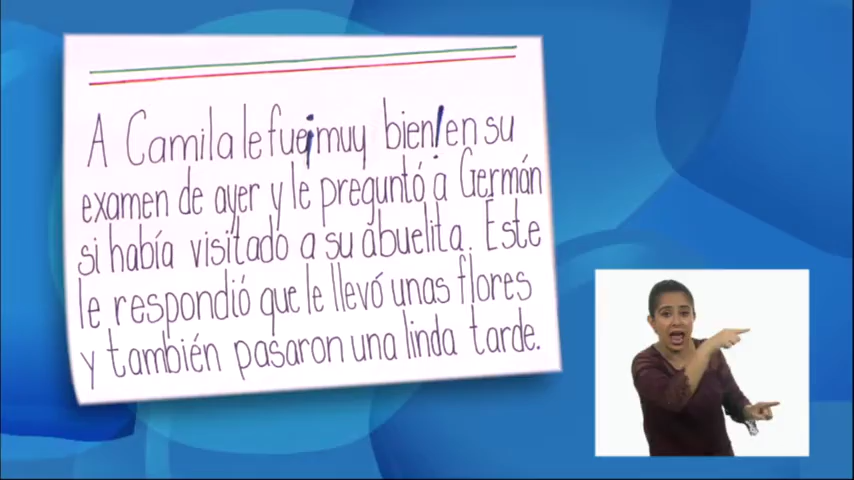 A Camila le fue¡muy bien!en su
examen de ayer y le preguntó a Germán
si había visitado a su abuelita. Este
le respondió que le llevó unas flores
y también pasaron una linda tarde.